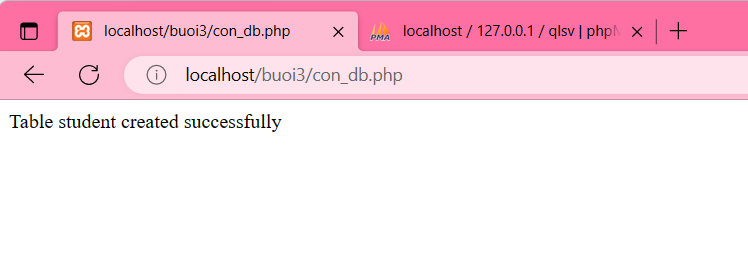 localhost/buoi3/con_db.php
localhost / 127.0.0.1 / qlsv | phpM
localhost/buoi3/con_db.php
Table student created successfully